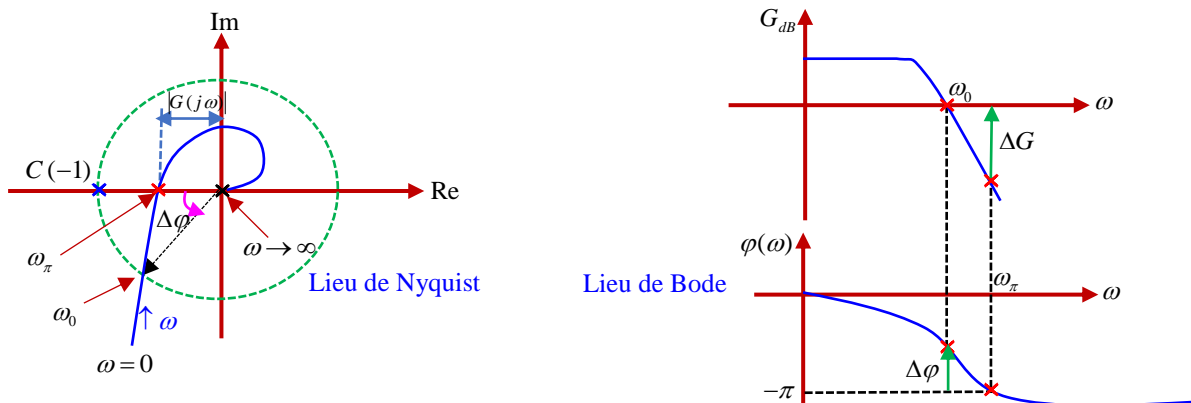 Im
|G(jω)|
C(−1)
Re
Δφ
ω→∞
ω_π
ω_0
↑ω
ω=0
Lieu de Nyquist
G_dB
ω_0
ω
ΔG
φ(ω)
ω_π
ω
Δφ
−π
Lieu de Bode